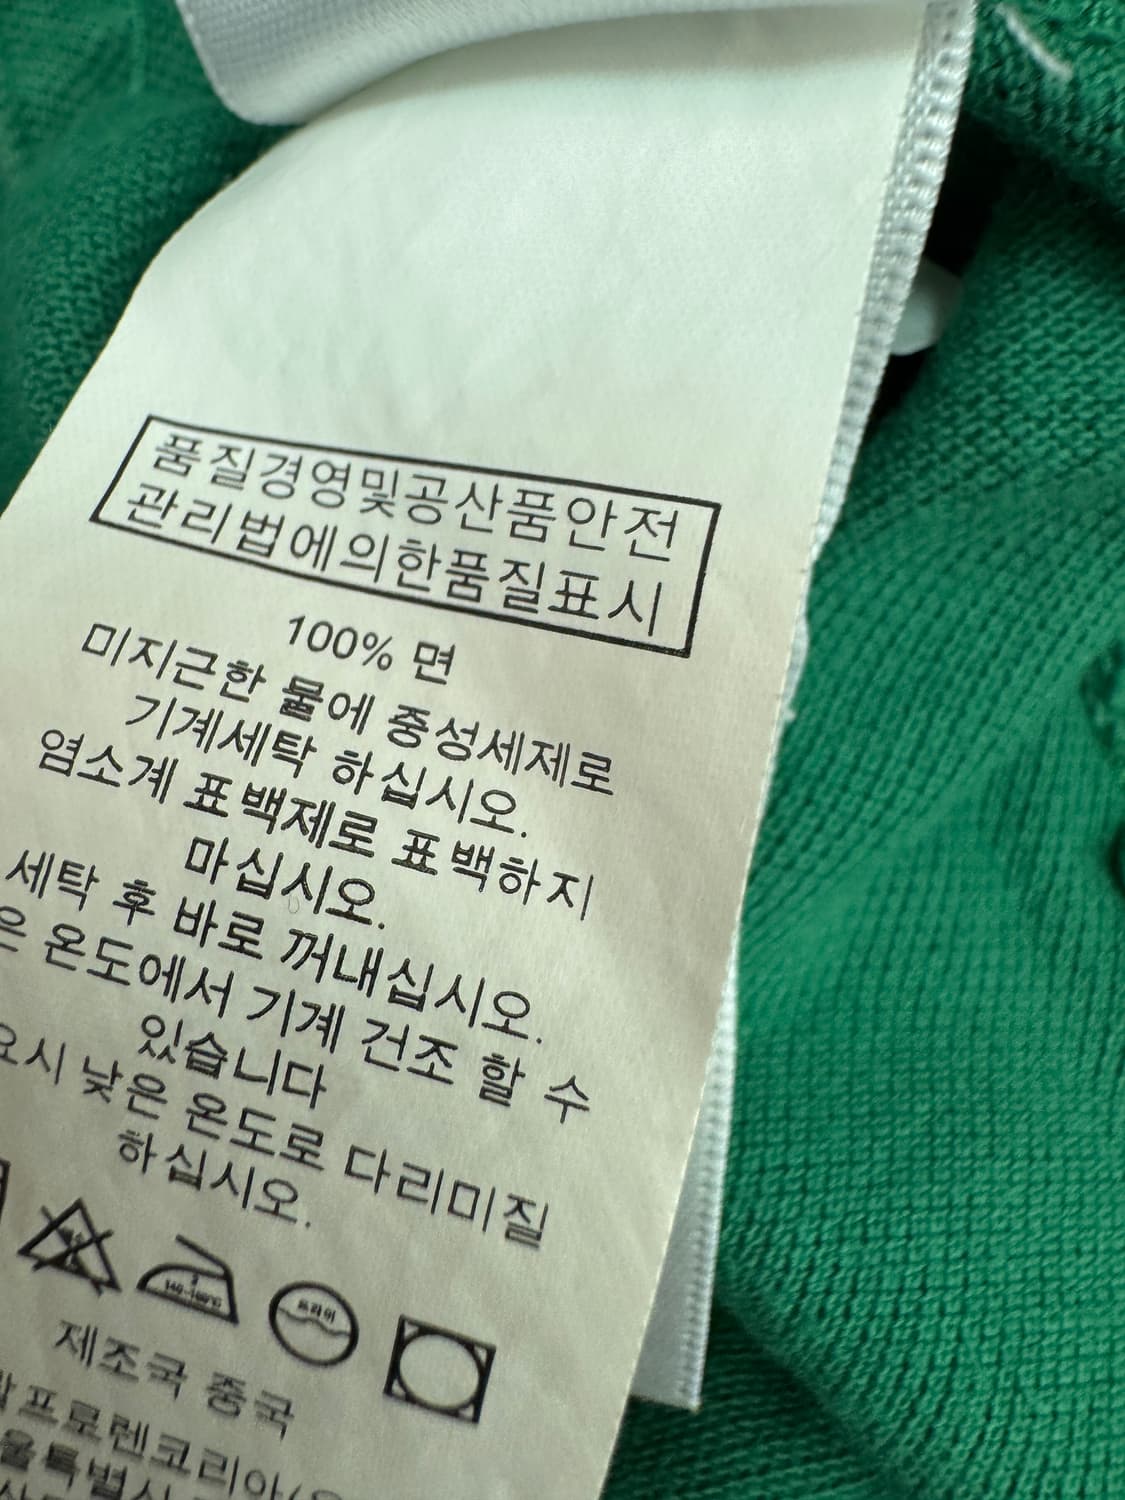 품질경영및공산품안전
관리법에의한품질표시
100% 면
미지근한 물에 중성세제로
기계세탁 하십시오.
염소계 표백제로 표백하지
마십시오.
세탁 후 바로 꺼내십시오.
온도에서 기계 건조 할 수
있습니다
낮은 온도로 다리미질
하십시오.
140-160°C
드라이
제조국 중국